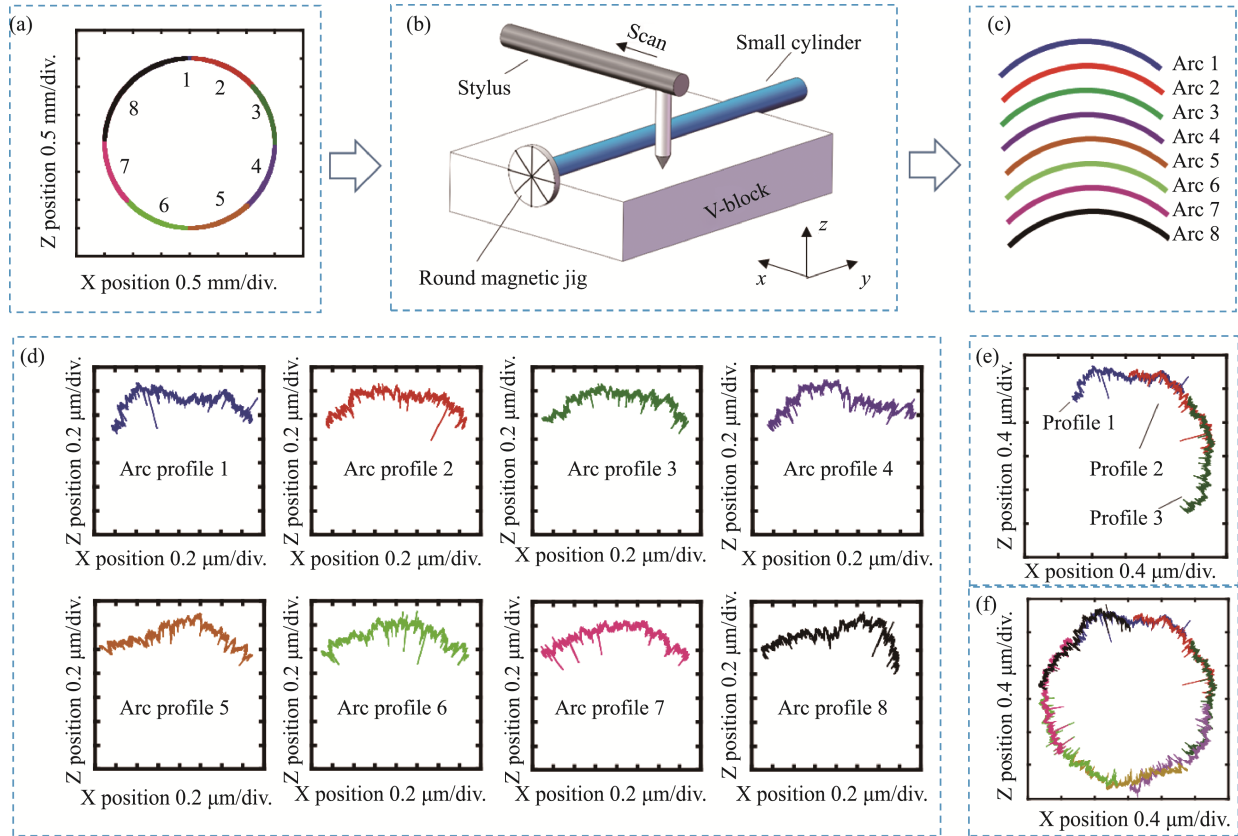 (a)
1
2
3
4
5
6
7
8
Z position 0.5 mm/div.
X position 0.5 mm/div.
(b)
Scan
Small cylinder
Stylus
V-block
Round magnetic jig
z
x
y
(c)
Arc 1
Arc 2
Arc 3
Arc 4
Arc 5
Arc 6
Arc 7
Arc 8
(d)
Z position 0.2 μm/div.
Arc profile 1
X position 0.2 μm/div.
Z position 0.2 μm/div.
Arc profile 2
X position 0.2 μm/div.
Z position 0.2 μm/div.
Arc profile 3
X position 0.2 μm/div.
Z position 0.2 μm/div.
Arc profile 4
X position 0.2 μm/div.
Z position 0.2 μm/div.
Arc profile 5
X position 0.2 μm/div.
Z position 0.2 μm/div.
Arc profile 6
X position 0.2 μm/div.
Z position 0.2 μm/div.
Arc profile 7
X position 0.2 μm/div.
Z position 0.2 μm/div.
Arc profile 8
X position 0.2 μm/div.
(e)
Z position 0.4 μm/div.
Profile 1
Profile 2
Profile 3
X position 0.4 μm/div.
(f)
Z position 0.4 μm/div.
X position 0.4 μm/div.